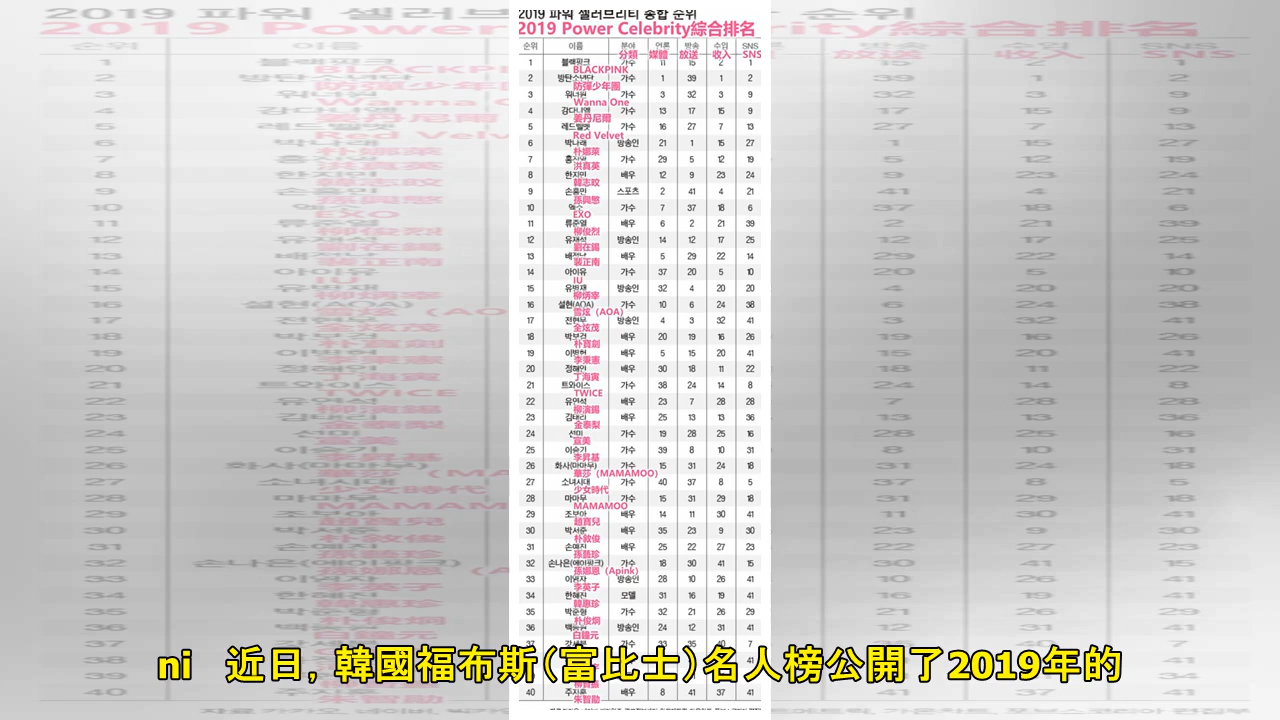 2019 파워 셀러브리티 종합 순위
2019 Power Celebrity綜合排名
순위 이름 분야 언론 방송 수입 SNS
分類 媒體 放送 收入 SNS
1 블랙핑크 가수 11 15 2 1
BLACKPINK
2 방탄소년단 가수 1 39 1 2
防彈少年團
3 워너원 가수 3 32 3 9
Wanna One
4 강다니엘 가수 13 17 15 9
姜丹尼爾
5 레드벨벳 가수 16 27 7 13
Red Velvet
6 박나래 방송인 21 1 15 27
朴娜萊
7 홍진영 가수 29 5 12 19
洪真英
8 한지민 배우 12 9 23 24
韓志旼
9 손흥민 스포츠 2 41 4 21
孫興慜
10 엑소 가수 7 37 18 6
EXO
11 류준열 배우 6 2 21 39
柳俊烈
12 유재석 방송인 14 12 17 25
劉在錫
13 배정남 배우 5 29 22 14
裴正南
14 아이유 가수 37 20 5 10
IU
15 유병재 방송인 32 4 20 20
柳炳宰
16 설현(AOA) 가수 10 6 24 38
雪炫（AOA）
17 전현무 방송인 4 3 32 41
全炫茂
18 박보검 배우 20 19 16 26
朴寶劍
19 이병헌 배우 5 15 20 41
李秉憲
20 정해인 배우 30 18 11 22
丁海寅
21 트와이스 가수 38 24 14 8
TWICE
22 유연석 배우 23 7 28 28
柳演錫
23 김태리 배우 25 13 13 36
金泰梨
24 선미 가수 19 28 25 16
宣美
25 이승기 가수 39 8 10 31
李昇基
26 화사(마마무) 가수 15 31 24 18
華莎（MAMAMOO）
27 소녀시대 가수 40 37 8 5
少女時代
28 마마무 가수 15 31 29 18
MAMAMOO
29 조보아 배우 14 11 30 41
趙寶兒
30 박서준 배우 35 23 9 30
朴敘俊
31 손예진 배우 25 22 27 23
孫藝珍
32 손나은(에이핑크) 가수 18 30 41 15
孫娜恩（Apink）
33 이영자 방송인 28 10 26 41
李英子
34 한혜진 모델 31 16 19 41
韓惠珍
35 박준형 가수 32 21 26 29
朴俊炯
36 백종원 방송인 24 12 31 41
白鐘元
37 가수 33 35 40 7
ni 近日，韓國福布斯（富比士）名人榜公開了2019年的
40 주지훈 배우 8 41 37 41
朱智勛